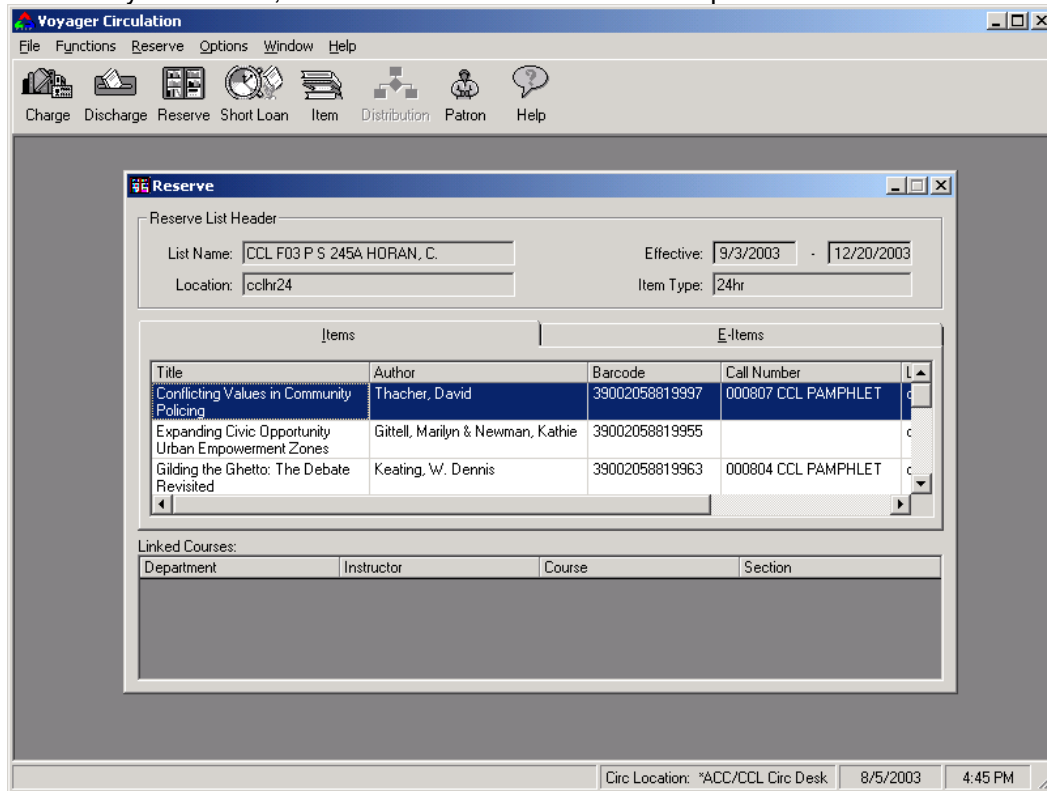 Voyager Circulation
File Functions Reserve Options Window Help
Charge Discharge Reserve Short Loan Item Distribution Patron Help
Reserve
Reserve List Header
List Name: CCL F03 P S 245A HORAN, C. Effective: 9/3/2003 - 12/20/2003
Location: cclhr24 Item Type: 24hr
Items E-Items
Title Author Barcode Call Number L
Conflicting Values in Community Thacher, David 39002058819997 000807 CCL PAMPHLET c
Policing
Expanding Civic Opportunity Gittell, Marilyn & Newman, Kathie 39002058819955 c
Urban Empowerment Zones
Gilding the Ghetto: The Debate Keating, W. Dennis 39002058819963 000804 CCL PAMPHLET c
Revisited
Linked Courses:
Department Instructor Course Section
Circ Location: *ACC/CCL Circ Desk 8/5/2003 4:45 PM